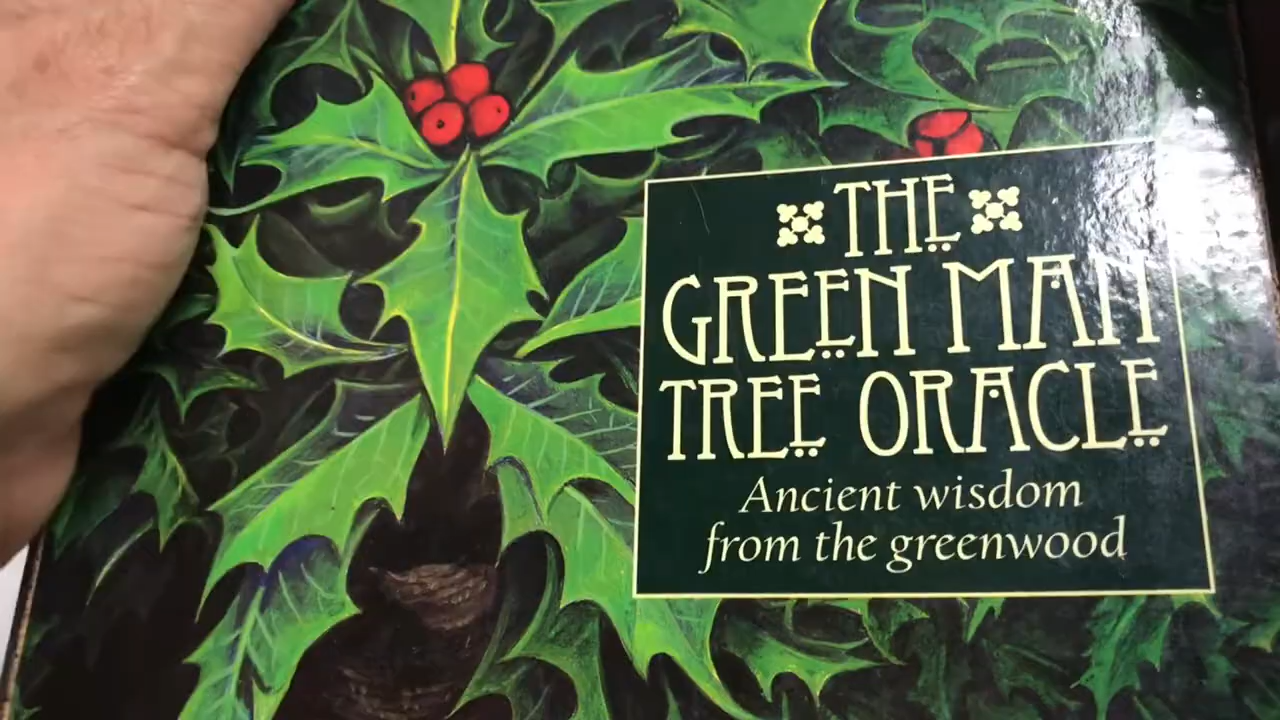 THE
GREEN MAN
TREE ORACLE
Ancient wisdom
from the greenwood